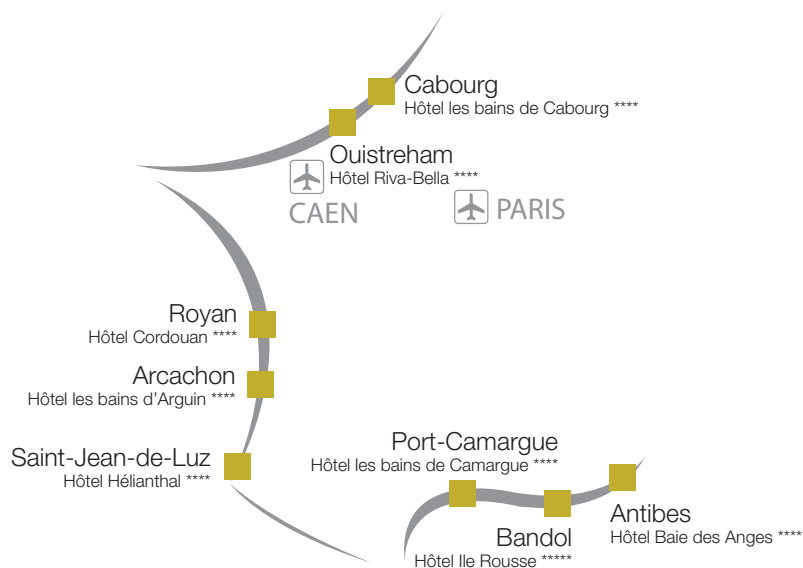 Cabourg
Hôtel les bains de Cabourg ****
Ouistreham
Hôtel Riva-Bella ****
CAEN
PARIS
Royan
Hôtel Cordouan ****
Arcachon
Hôtel les bains d’Arguin ****
Saint-Jean-de-Luz
Hôtel Hélianthal ****
Port-Camargue
Hôtel les bains de Camargue ****
Bandol
Hôtel Ile Rousse *****
Antibes
Hôtel Baie des Anges ****